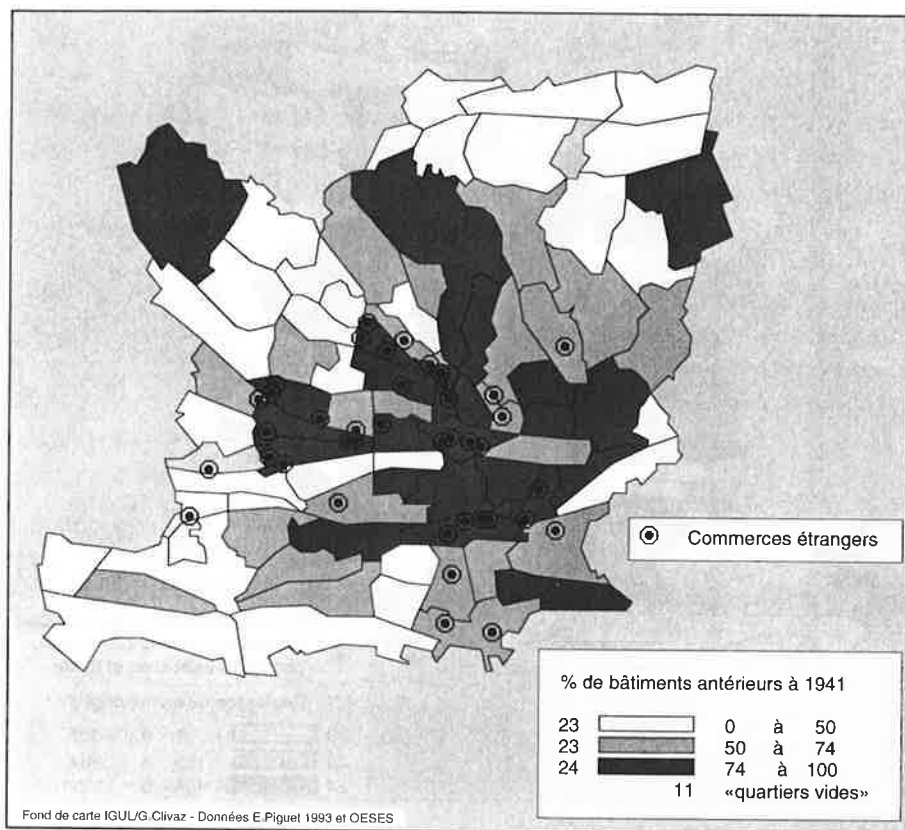 Commerces étrangers
% de bâtiments antérieurs à 1941
23 0 à 50
23 50 à 74
24 74 à 100
11 «quartiers vides»
Fond de carte IGUL/G.Clivaz - Données E.Piguet 1993 et OESES